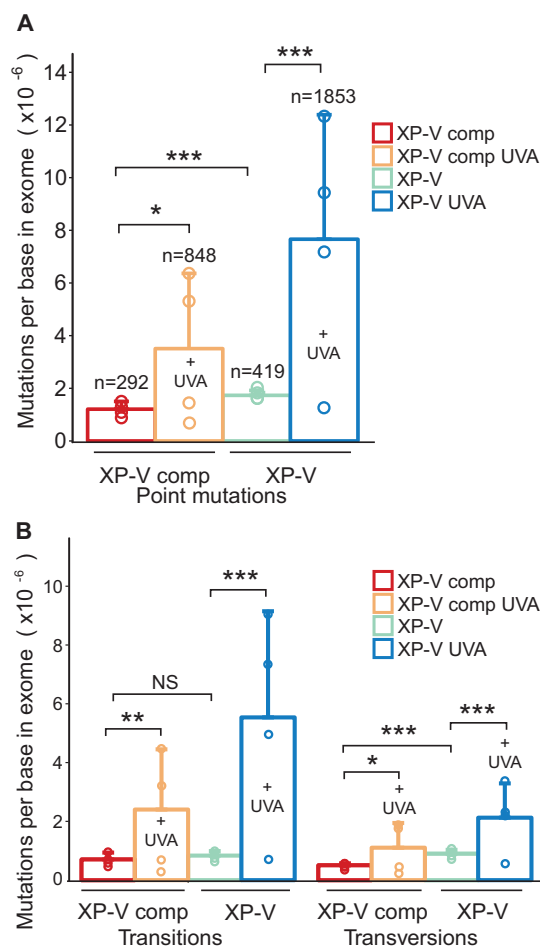 A
Mutations per base in exome ( x10 -6 )
14
12
10
8
6
4
2
0
***
n=1853
***
*
n=848
n=292
n=419
+
UVA
+
UVA
XP-V comp
XP-V comp UVA
XP-V
XP-V UVA
XP-V comp
XP-V
Point mutations
B
Mutations per base in exome ( x10 -6 )
10
8
6
4
2
0
***
NS
**
***
***
*
+
UVA
+
UVA
+
UVA
+
UVA
XP-V comp
XP-V comp UVA
XP-V
XP-V UVA
XP-V comp
XP-V
XP-V comp
XP-V
Transitions
Transversions